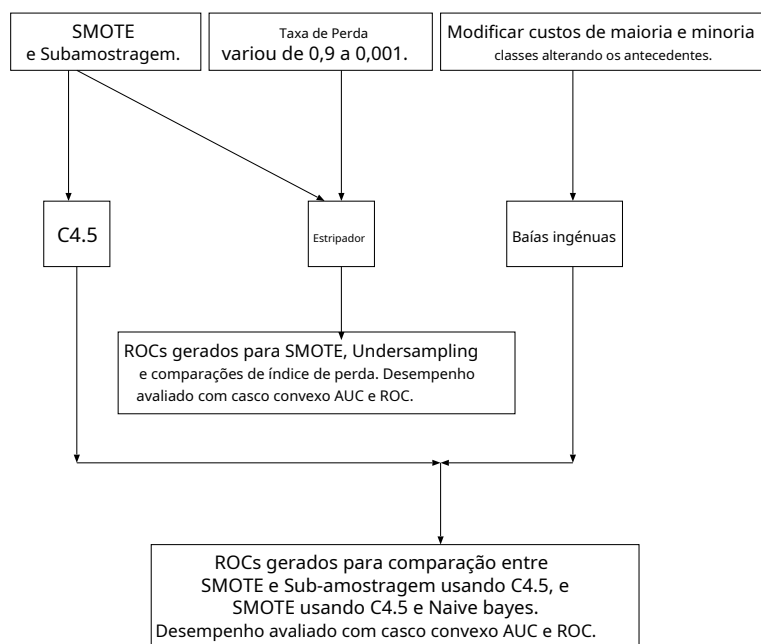 SMOTE
e Subamostragem.
Taxa de Perda
variou de 0,9 a 0,001.
Modificar custos de maioria e minoria
classes alterando os antecedentes.
C4.5
Estripador
Baías ingénuas
ROCs gerados para SMOTE, Undersampling
e comparações de índice de perda. Desempenho
avaliado com casco convexo AUC e ROC.
ROCs gerados para comparação entre
SMOTE e Sub-amostragem usando C4.5, e
SMOTE usando C4.5 e Naive bayes.
Desempenho avaliado com casco convexo AUC e ROC.